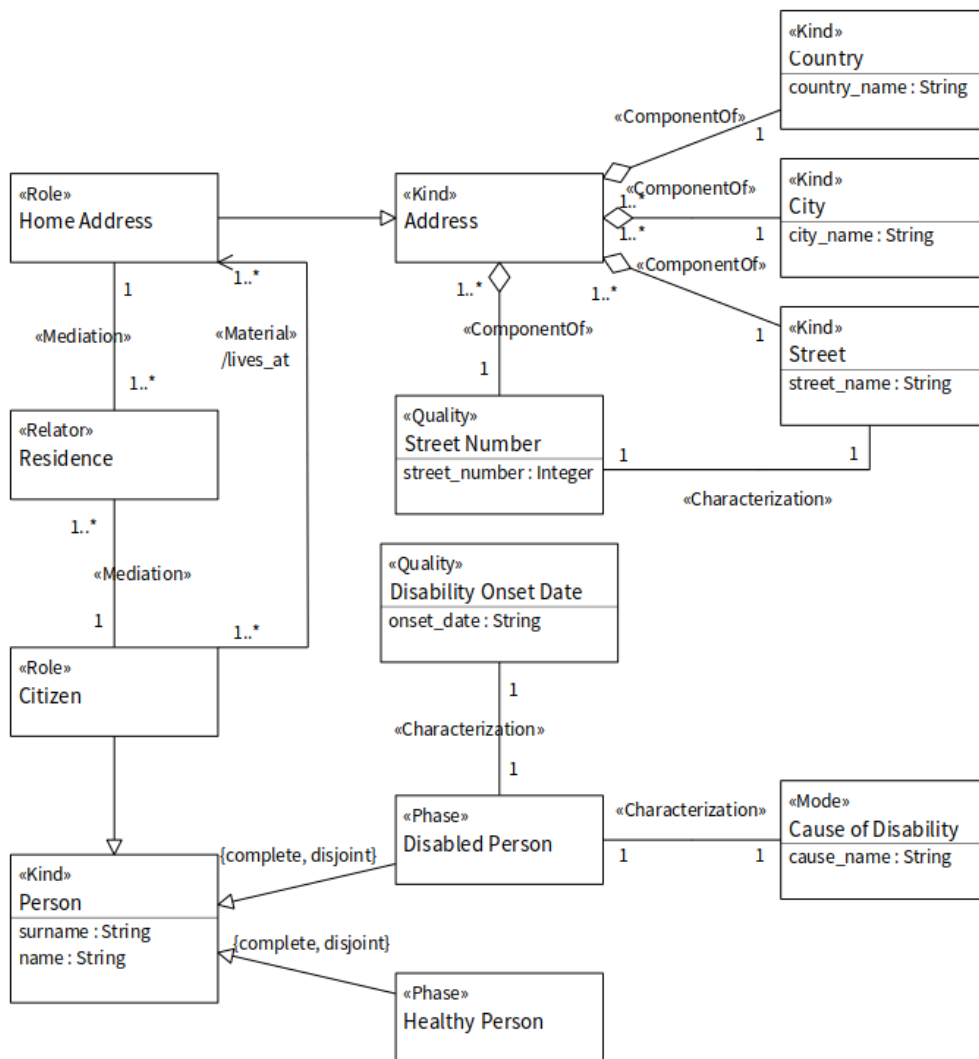 «Kind»
Country
country_name : String
«ComponentOf»
1
«Role»
Home Address
«Kind»
Address
«ComponentOf»
1..*
1..*
1
«Kind»
City
city_name : String
«ComponentOf»
1..*
1
1
1..*
1..*
«Mediation»
«Material»
/lives_at
«ComponentOf»
1
«Kind»
Street
street_name : String
1..*
«Relator»
Residence
«Quality»
Street Number
street_number : Integer
1
1
«Characterization»
1..*
«Mediation»
1
1..*
«Quality»
Disability Onset Date
onset_date : String
1
«Characterization»
1
«Role»
Citizen
«Phase»
Disabled Person
«Characterization»
1
1
«Mode»
Cause of Disability
cause_name : String
{complete, disjoint}
«Kind»
Person
surname : String
name : String
{complete, disjoint}
«Phase»
Healthy Person